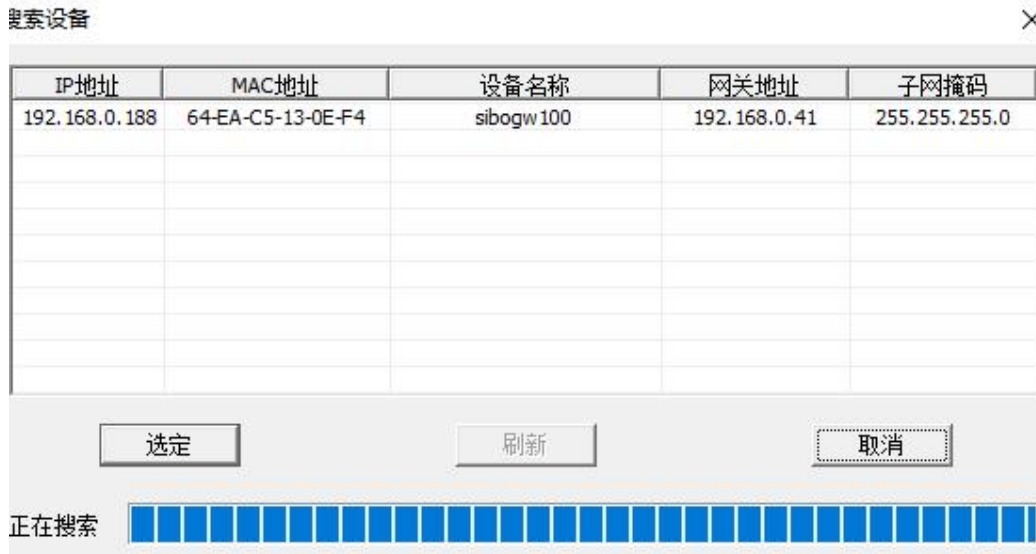 搜索设备
IP地址 MAC地址 设备名称 网关地址 子网掩码
192.168.0.188 64-EA-C5-13-0E-F4 sibogw100 192.168.0.41 255.255.255.0
选定 刷新 取消
正在搜索